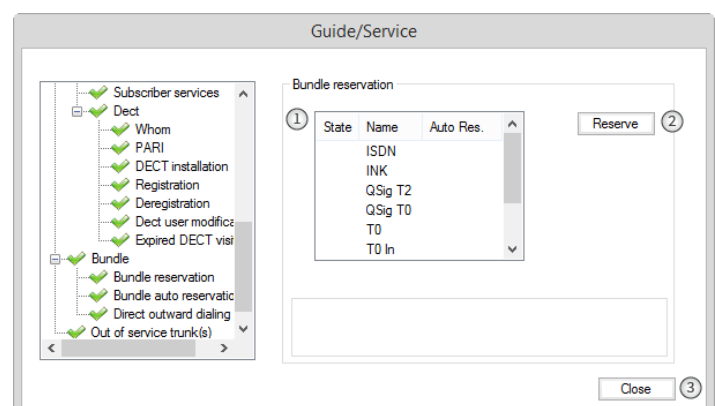 Guide/Service
Subscriber services
Dect
Whom
PARI
DECT installation
Registration
Deregistration
Dect user modifica
Expired DECT visi
Bundle
Bundle reservation
Bundle auto reservatic
Direct outward dialing
Out of service trunk(s)
Bundle reservation
1
State Name Auto Res.
ISDN
INK
QSig T2
QSig T0
T0
T0 In
Reserve 2
Close 3